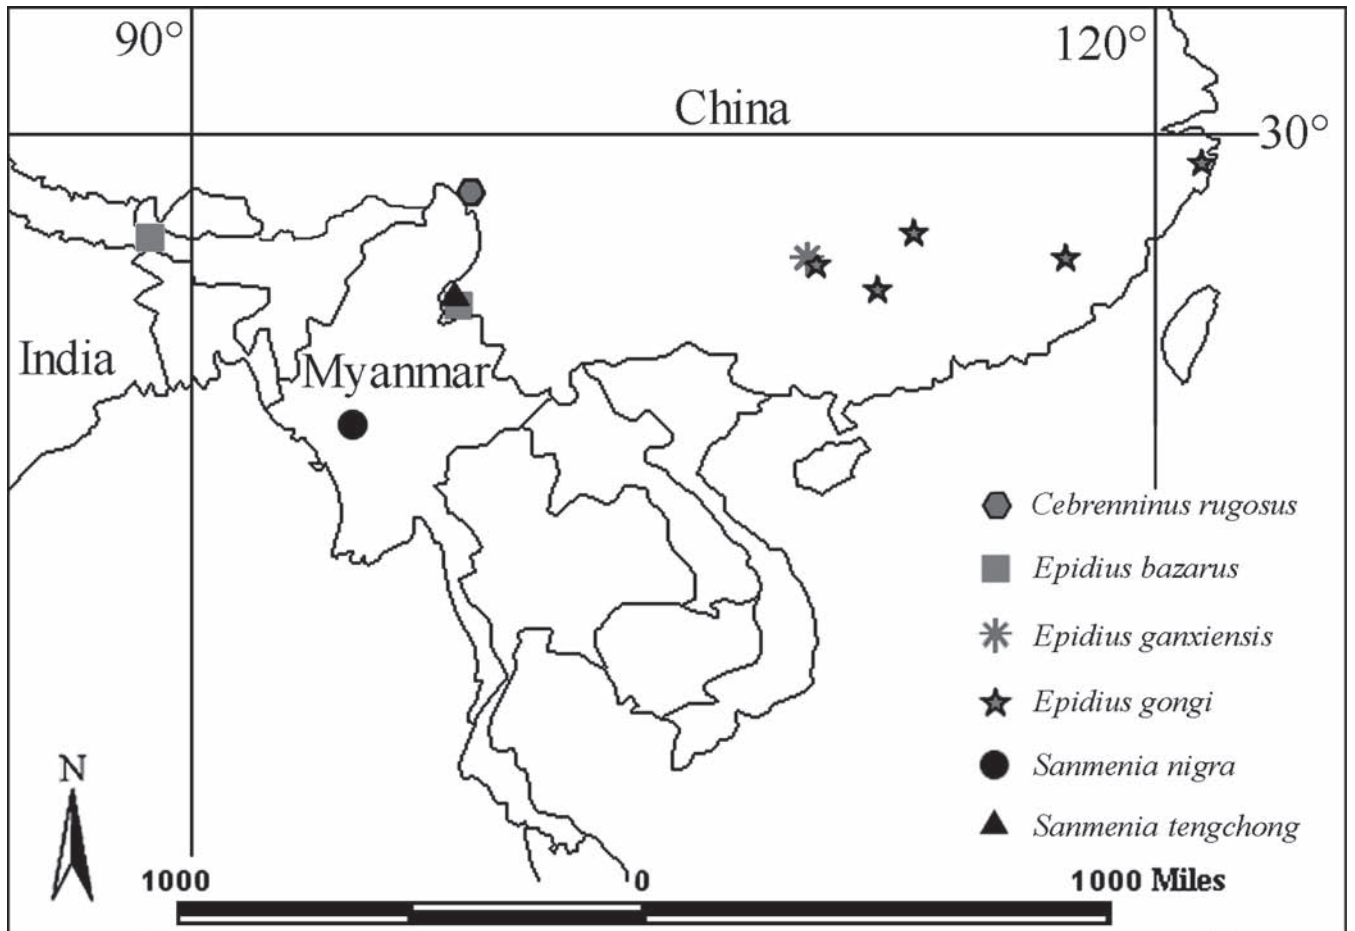 90°
120°
China
30°
India
Myanmar
Cebrenninus rugosus
Epidius bazarus
Epidius ganxiensis
Epidius gongi
Sanmenia nigra
Sanmenia tengchong
N
1000 0 1000 Miles